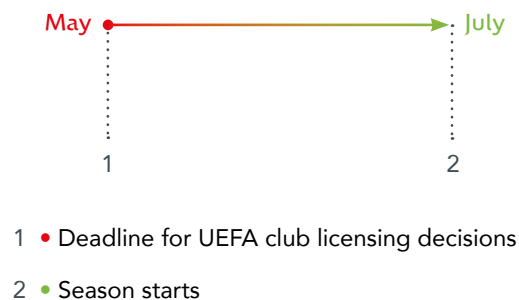 May July
1 2
1 • Deadline for UEFA club licensing decisions
2 • Season starts